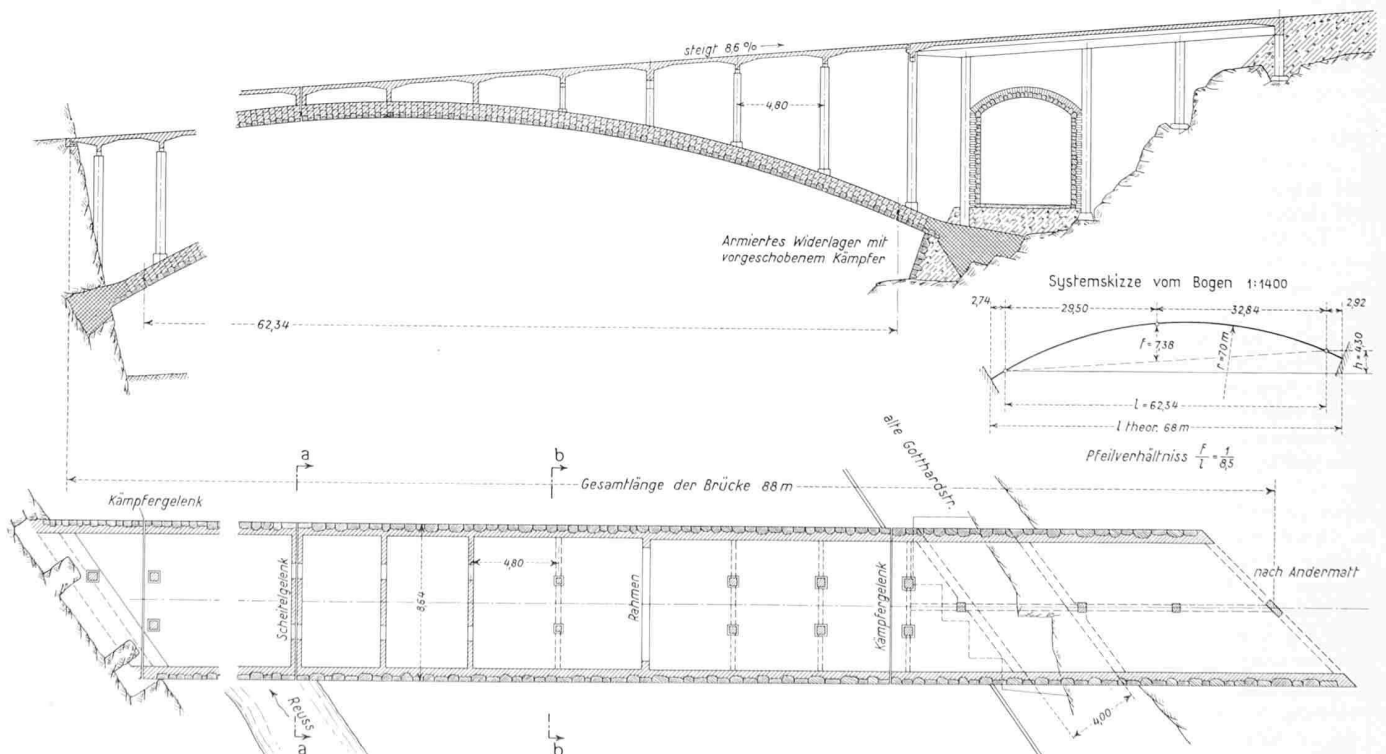 steigt 8,6 %
4,80
Armiertes Widerlager mit
vorgeschobenem Kämpfer
62,34
Systemskizze vom Bogen 1:1400
2,74
29,50
32,84
2,92
f = 7,38
r = 70 m
h = 4,30
l = 62,34
l theor. 68 m
Pfeilverhältniss f/l = 1/8,5
a
b
Gesamtlänge der Brücke 88 m
alte Gotthardstr.
Kämpfergelenk
Scheitelgelenk
8,64
4,80
Rahmen
Kämpfergelenk
nach Andermatt
Reuss
4,00
a
b